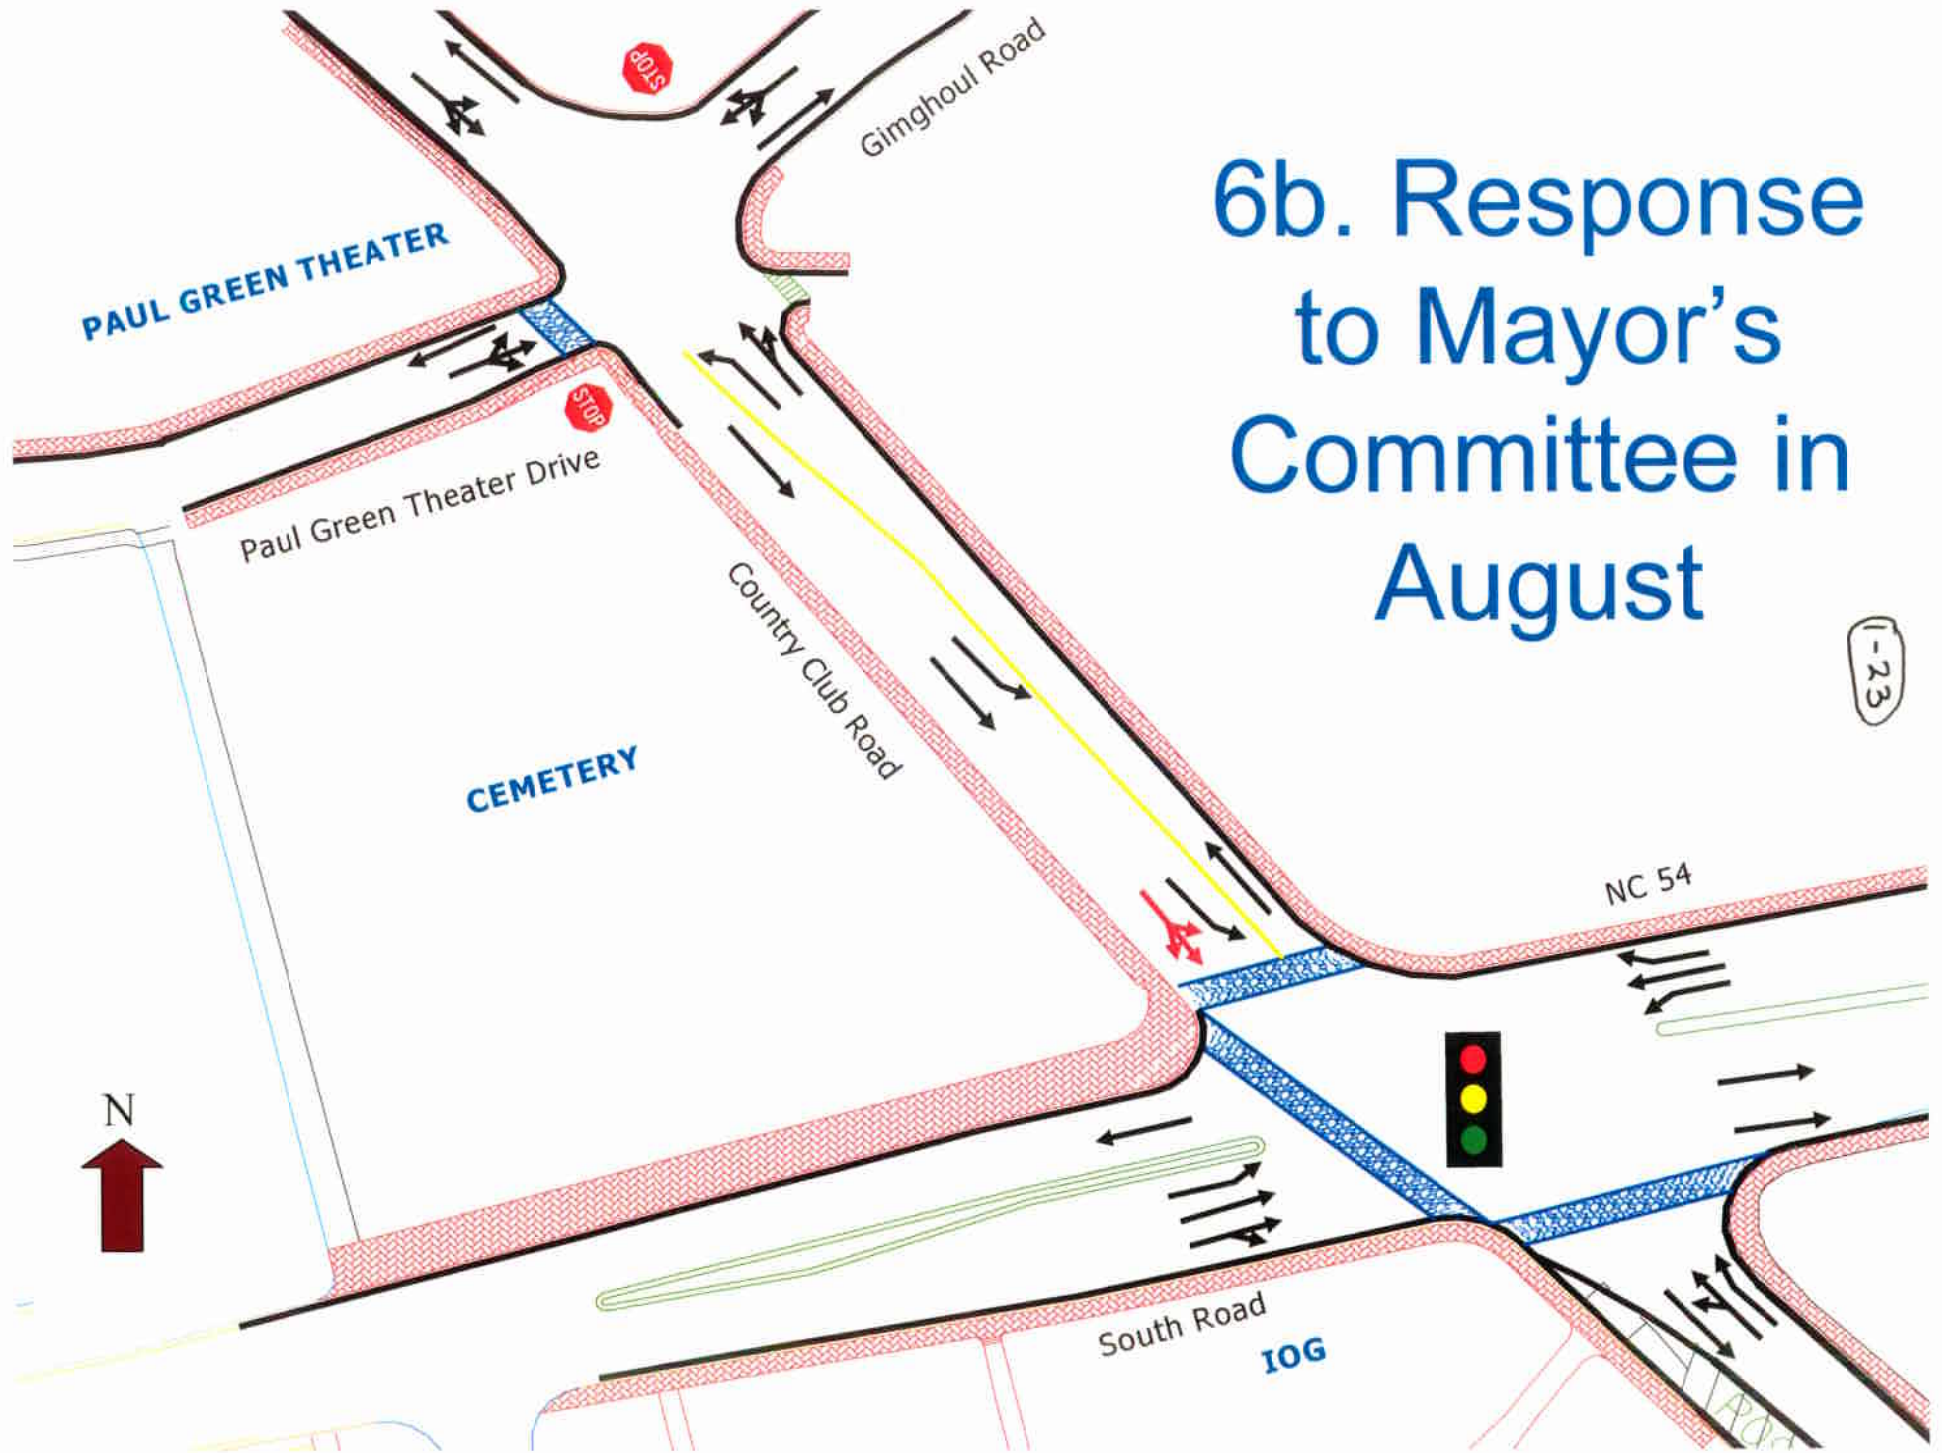 STOP
Gimghoul Road
6b. Response
to Mayor's
Committee in
August
PAUL GREEN THEATER
STOP
Paul Green Theater Drive
Country Club Road
1-23
CEMETERY
NC 54
N
South Road
IOG